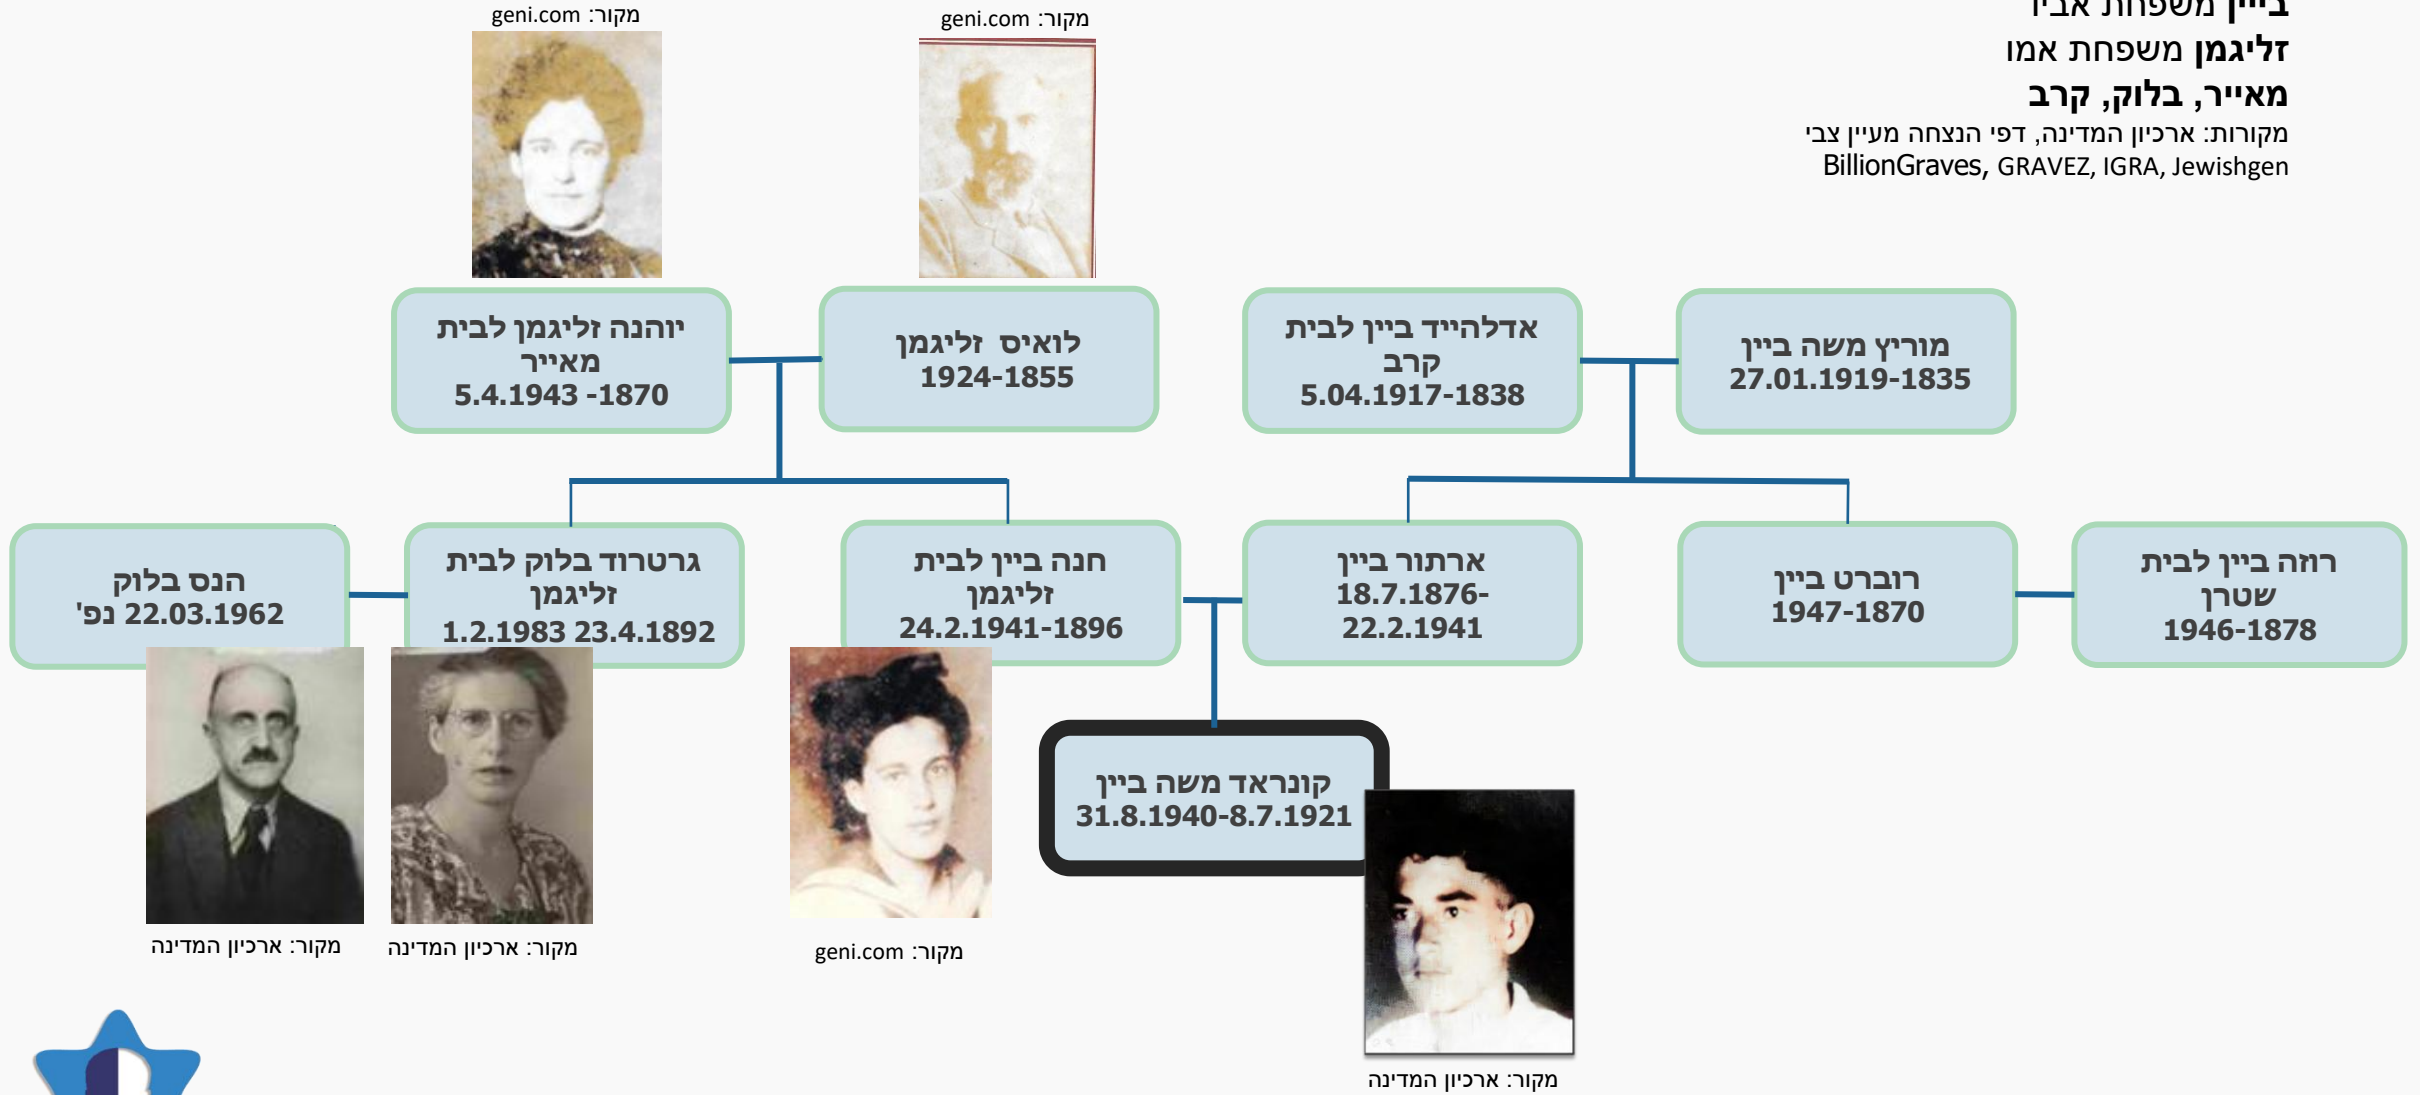 ביין משפחת אביו
זליגמן משפחת אמו
מאייר, בלוק, קרב
מקורות: ארכיון המדינה, דפי הנצחה מעיין צבי
BillionGraves, GRAVEZ, IGRA, Jewishgen
מקור: geni.com
מקור: geni.com
מוריץ משה ביין
27.01.1919-1835
אדלהייד ביין לבית
קרב
5.04.1917-1838
לואיס זליגמן
1924-1855
יוהנה זליגמן לבית
מאייר
5.4.1943 -1870
רוזה ביין לבית
שטרן
1946-1878
רוברט ביין
1947-1870
ארתור ביין
18.7.1876-
22.2.1941
חנה ביין לבית
זליגמן
24.2.1941-1896
גרטרוד בלוק לבית
זליגמן
1.2.1983 23.4.1892
הנס בלוק
נפ' 22.03.1962
קונראד משה ביין
31.8.1940-8.7.1921
מקור: geni.com
מקור: ארכיון המדינה
מקור: ארכיון המדינה
מקור: ארכיון המדינה